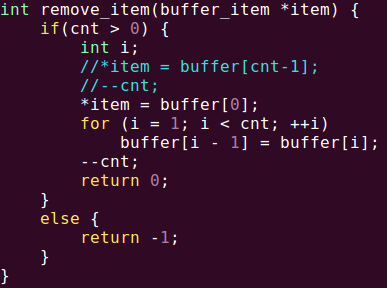 int remove_item(buffer_item *item) {
    if(cnt > 0) {
        int i;
        //*item = buffer[cnt-1];
        //--cnt;
        *item = buffer[0];
        for (i = 1; i < cnt; ++i)
            buffer[i - 1] = buffer[i];
        --cnt;
        return 0;
    }
    else {
        return -1;
    }
}